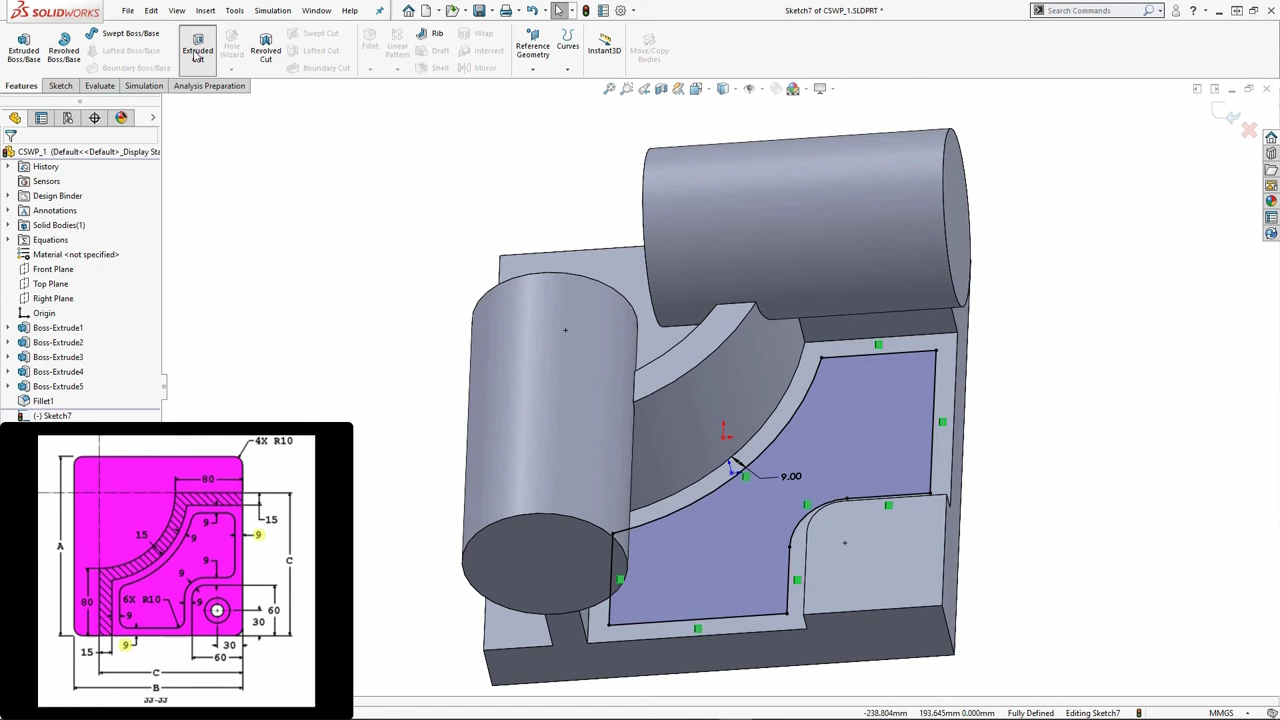 SOLIDWORKS
File Edit View Insert Tools Simulation Window Help
Sketch7 of CSWP_1.SLDPRT *
Search Commands
Extruded Boss/Base
Revolved Boss/Base
Swept Boss/Base
Lofted Boss/Base
Boundary Boss/Base
Extruded Cut
Hole Wizard
Revolved Cut
Swept Cut
Lofted Cut
Boundary Cut
Fillet
Linear Pattern
Rib
Draft
Shell
Wrap
Intersect
Mirror
Reference Geometry
Curves
Instant3D
Move/Copy Bodies
Features Sketch Evaluate Simulation Analysis Preparation
CSWP_1 (Default<<Default>_Display Sta
History
Sensors
Design Binder
Annotations
Solid Bodies(1)
Equations
Material <not specified>
Front Plane
Top Plane
Right Plane
Origin
Boss-Extrude1
Boss-Extrude2
Boss-Extrude3
Boss-Extrude4
Boss-Extrude5
Fillet1
(-) Sketch7
9.00
4X R10
80
15
9
15
9
9
A
C
9
9
80
6X R10
60
9
9
30
9
15
30
60
C
B
JJ-JJ
-238.804mm 193.645mm 0.000mm Fully Defined Editing Sketch7 MMGS